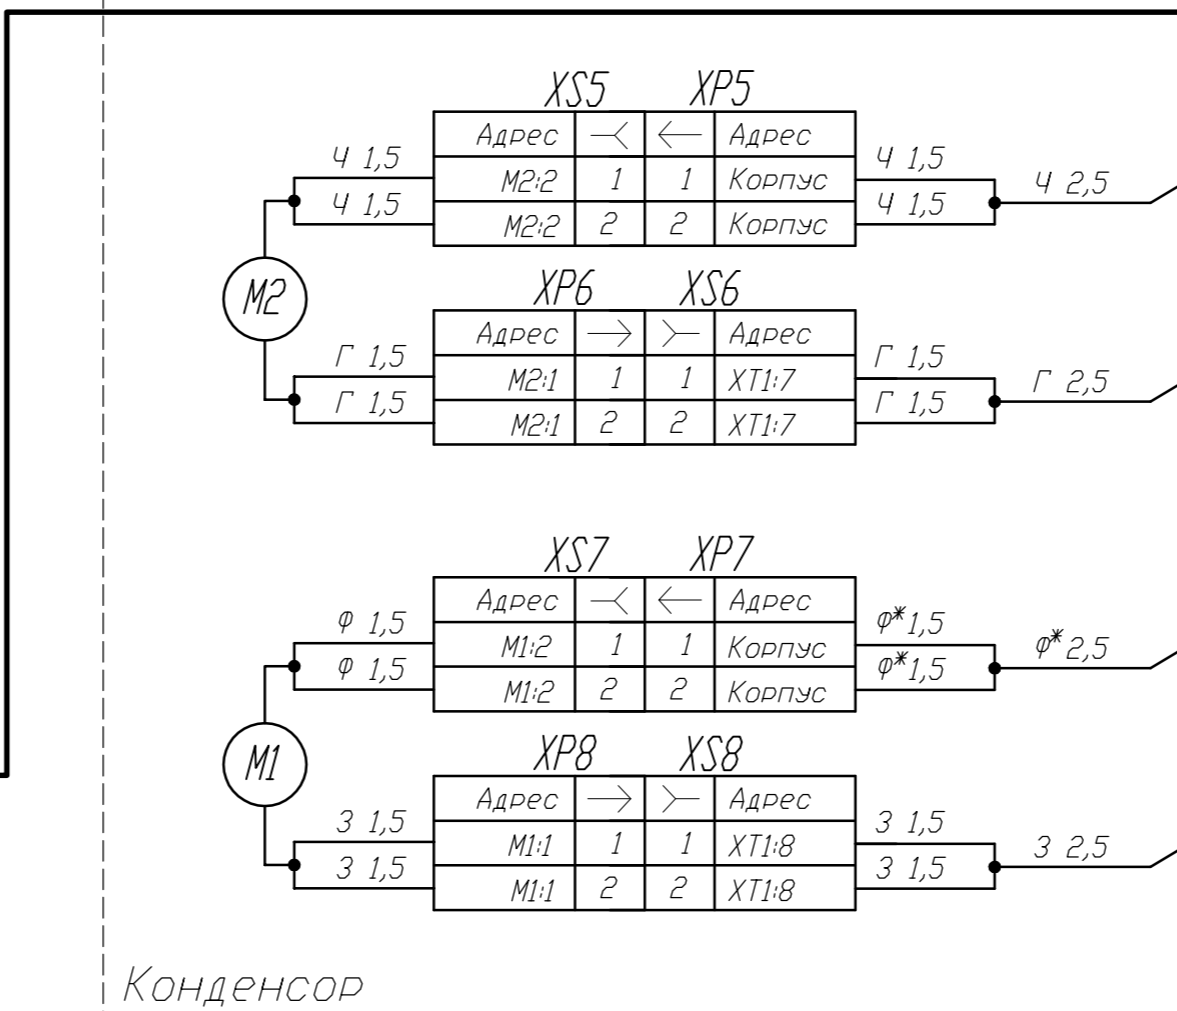 XS5 XP5
Адрес Адрес
Ч 1,5 М2:2 1 1 Корпус Ч 1,5
Ч 1,5 М2:2 2 2 Корпус Ч 1,5 Ч 2,5
М2
XP6 XS6
Адрес Адрес
Г 1,5 М2:1 1 1 XT1:7 Г 1,5
Г 1,5 М2:1 2 2 XT1:7 Г 1,5 Г 2,5
XS7 XP7
Адрес Адрес
Ф 1,5 М1:2 1 1 Корпус Ф* 1,5
Ф 1,5 М1:2 2 2 Корпус Ф* 1,5 Ф* 2,5
М1
XP8 XS8
Адрес Адрес
З 1,5 М1:1 1 1 XT1:8 З 1,5
З 1,5 М1:1 2 2 XT1:8 З 1,5 З 2,5
Конденсор